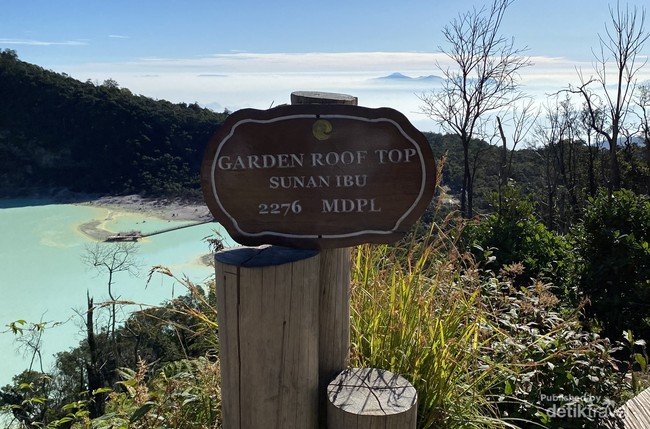 GARDEN ROOF TOP
SUNAN IBU
2276 MDPL
Published by
detiktravel